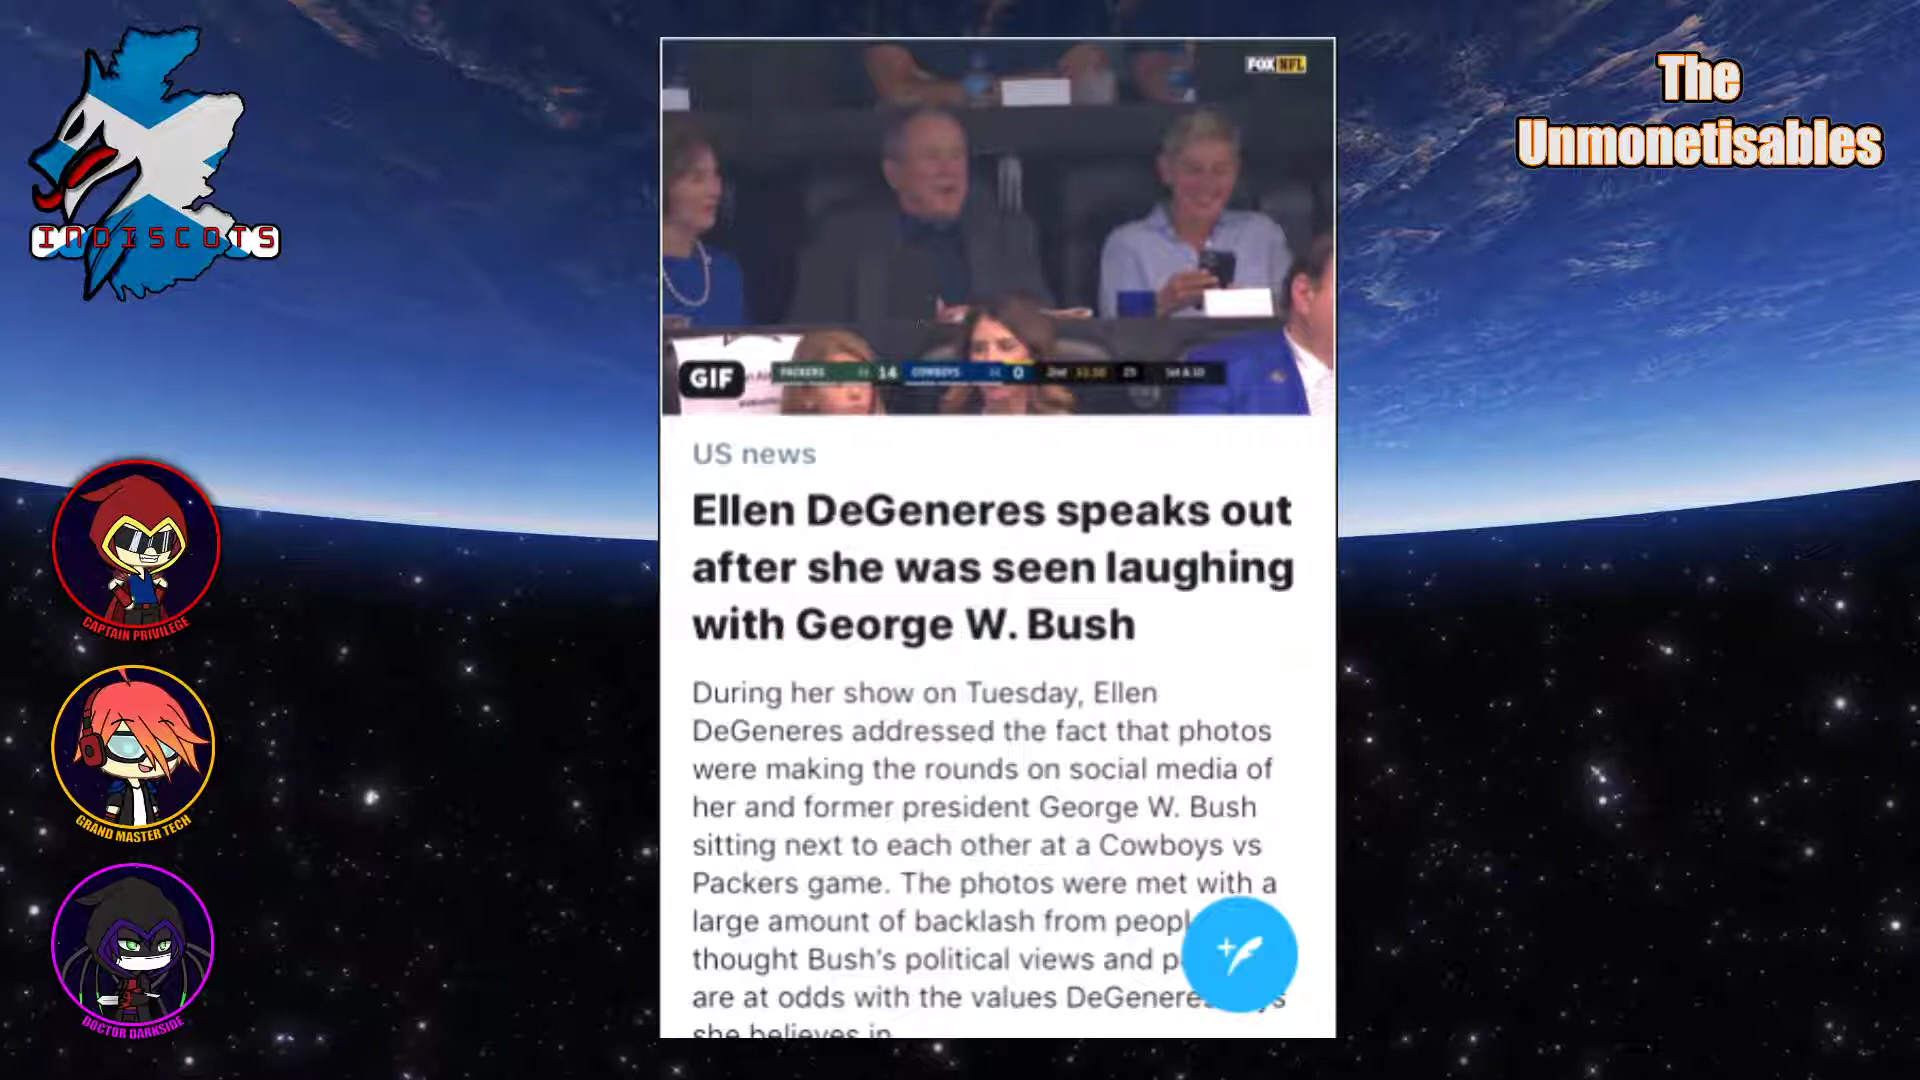 INDISCOTS
The
Unmonetisables
FOX NFL
GIF
PACKERS 14 COWBOYS 0 2nd
US news
Ellen DeGeneres speaks out
after she was seen laughing
with George W. Bush
During her show on Tuesday, Ellen
DeGeneres addressed the fact that photos
were making the rounds on social media of
her and former president George W. Bush
sitting next to each other at a Cowboys vs
Packers game. The photos were met with a
large amount of backlash from peopl
thought Bush's political views and p
are at odds with the values DeGenere
she believes in
CAPTAIN PRIVILEGE
GRAND MASTER TECH
DOCTOR DARKSIDE